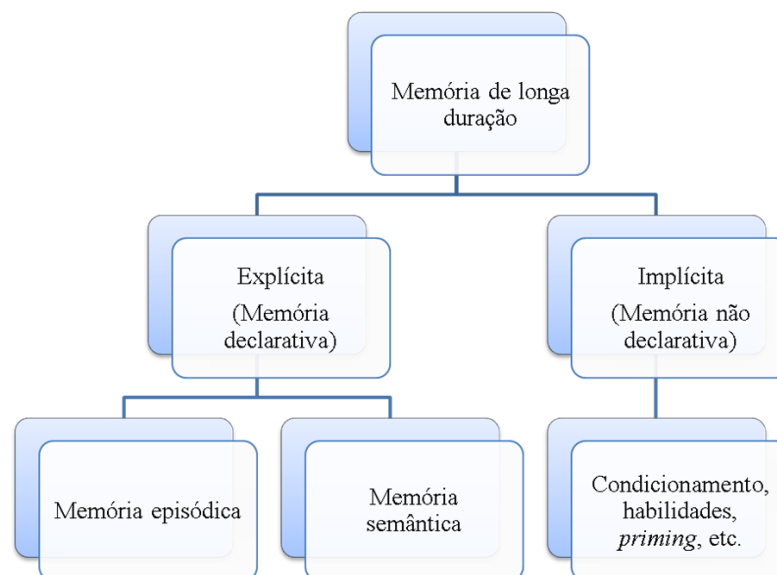 Memória de longa
duração
Explícita
(Memória
declarativa)
Implícita
(Memória não
declarativa)
Memória episódica
Memória
semântica
Condicionamento,
habilidades,
priming, etc.